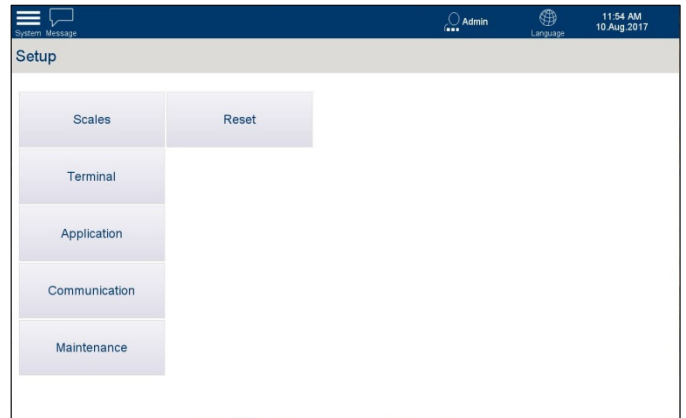 System Message Admin Language 11:54 AM
10.Aug.2017
Setup
Scales Reset
Terminal
Application
Communication
Maintenance